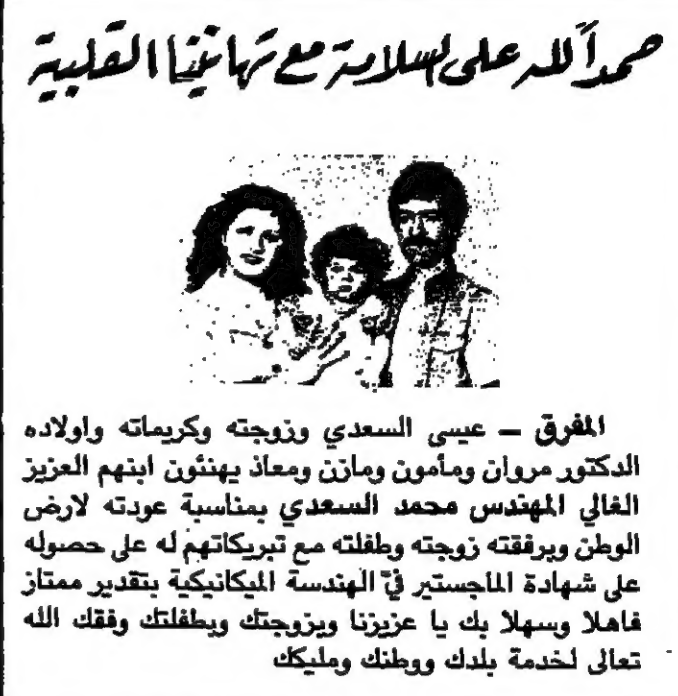 حمداً لله على السلامة مع تهانينا القلبية
المفرق — عيسى السعدي وزوجته وكريماته واولاده
الدكتور مروان ومأمون ومازن ومعاذ يهنئون ابنهم العزيز
الغالي المهندس محمد السعدي بمناسبة عودته لارض
الوطن وبرفقته زوجته وطفلته مع تبريكاتهم له على حصوله
على شهادة الماجستير في الهندسة الميكانيكية بتقدير ممتاز
فاهلا وسهلا بك يا عزيزنا وبزوجتك وبطفلتك وفقك الله
تعالى لخدمة بلدك ووطنك ومليكك